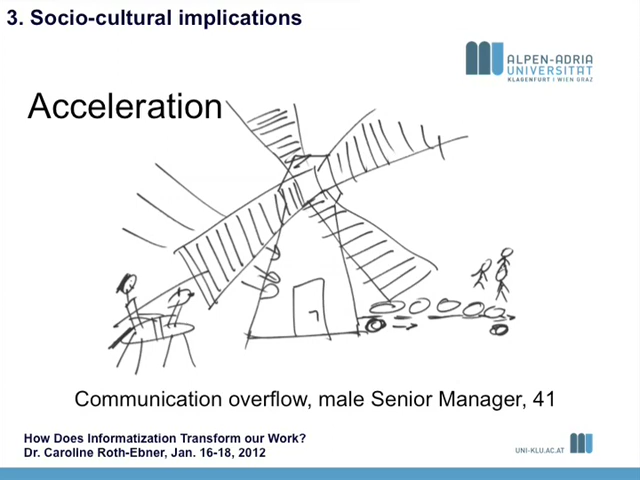 3. Socio-cultural implications
ALPEN-ADRIA
UNIVERSITÄT
KLAGENFURT I WIEN GRAZ
Acceleration
Communication overflow, male Senior Manager, 41
How Does Informatization Transform our Work?
Dr. Caroline Roth-Ebner, Jan. 16-18, 2012
UNI-KLU.AC.AT